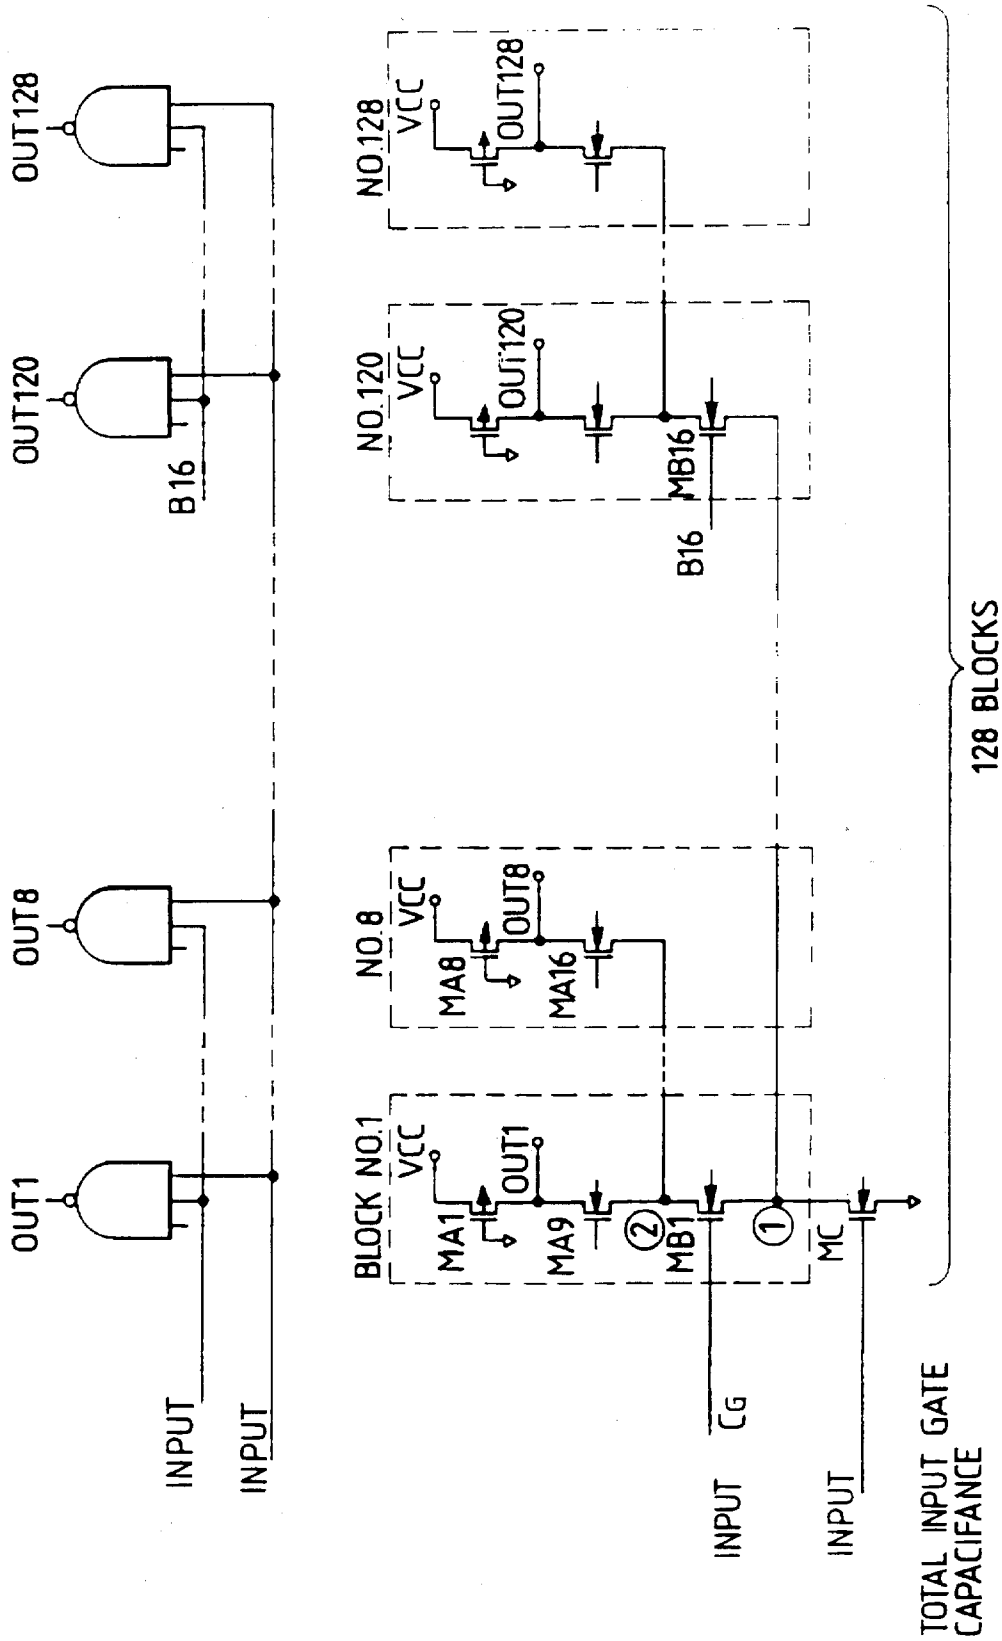 OUT1
OUT8
OUT120
OUT128
INPUT
INPUT
B16
BLOCK NO.1
NO.8
NO.120
NO.128
VCC
VCC
VCC
VCC
MA1
OUT1
MA8
OUT8
OUT120
OUT128
MA9
MA16
2
MB1
MB16
INPUT
CG
B16
1
MC
INPUT
TOTAL INPUT GATE
CAPACIFANCE
128 BLOCKS